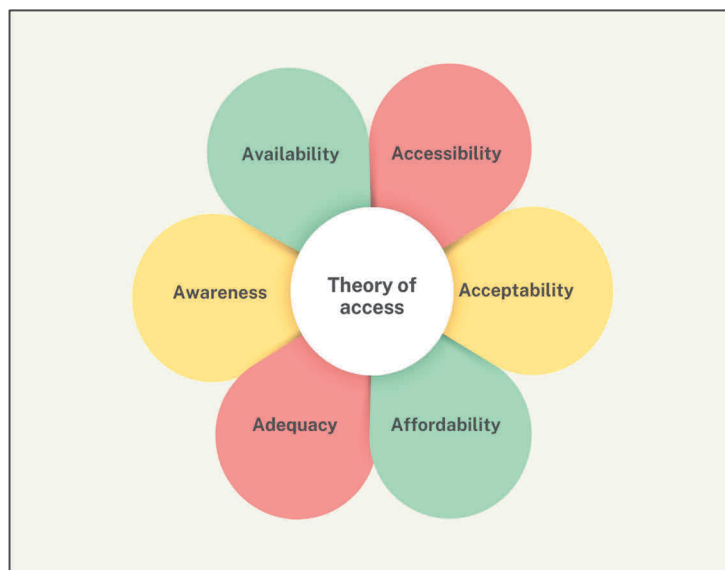 Availability
Accessibility
Awareness
Theory of
access
Acceptability
Adequacy
Affordability